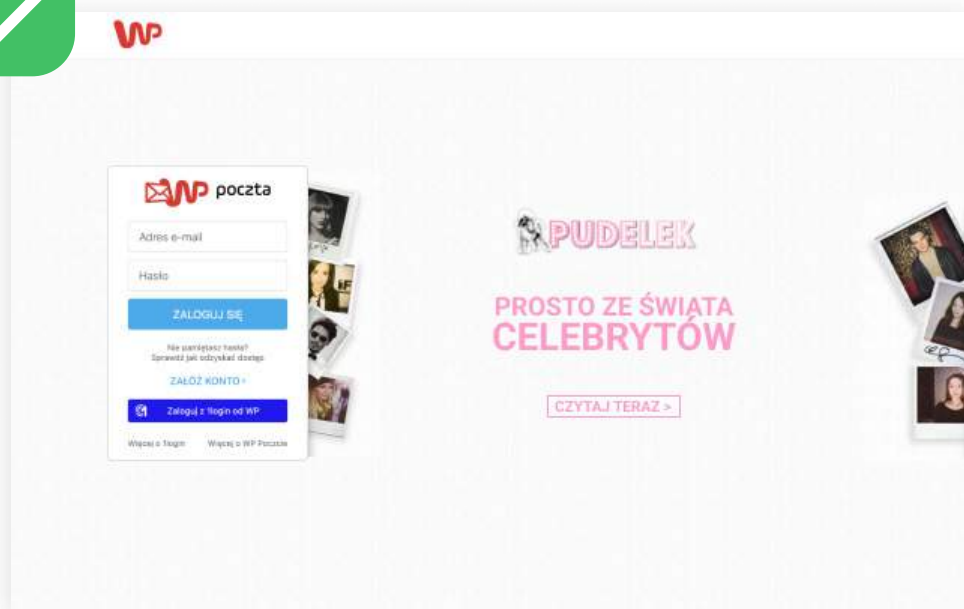 WP
WP poczta
Adres e-mail
Hasło
ZALOGUJ SIĘ
Nie pamiętasz hasła?
Sprawdź jak odzyskać dostęp
ZAŁÓŻ KONTO ›
Zaloguj z 1login od WP
Więcej o 1login Więcej o WP Poczcie
PUDELEK
PROSTO ZE ŚWIATA
CELEBRYTÓW
CZYTAJ TERAZ >